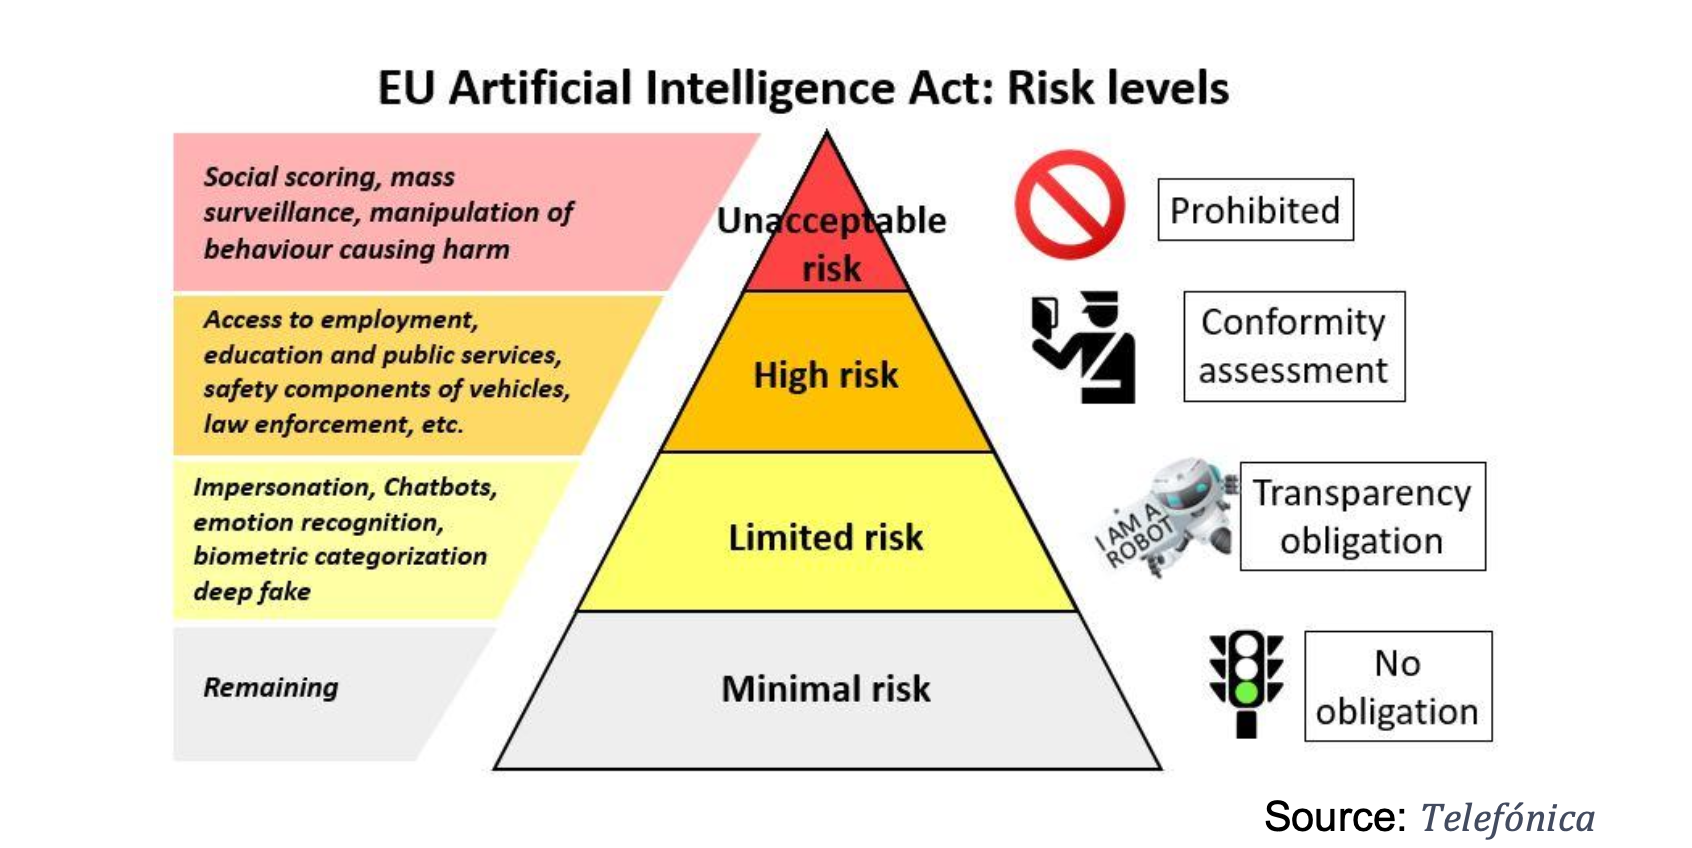 EU Artificial Intelligence Act: Risk levels
Social scoring, mass
surveillance, manipulation of
behaviour causing harm
Unacceptable
risk
Prohibited
Access to employment,
education and public services,
safety components of vehicles,
law enforcement, etc.
High risk
Conformity
assessment
Impersonation, Chatbots,
emotion recognition,
biometric categorization
deep fake
Limited risk
I AM A
ROBOT
Transparency
obligation
Remaining
Minimal risk
No
obligation
Source: Telefónica